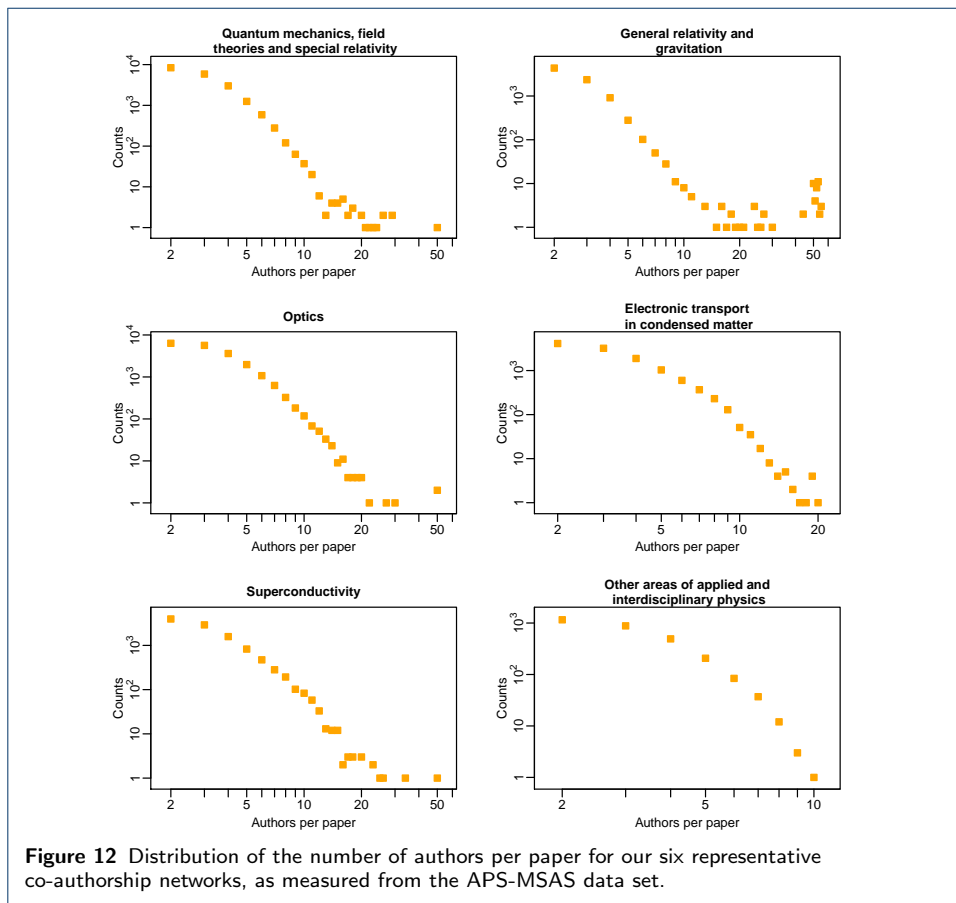 Quantum mechanics, field
theories and special relativity
Counts
10^4
10^3
10^2
10
1
2 5 10 20 50
Authors per paper
General relativity and
gravitation
Counts
10^3
10^2
10
1
2 5 10 20 50
Authors per paper
Optics
Counts
10^4
10^3
10^2
10
1
2 5 10 20 50
Authors per paper
Electronic transport
in condensed matter
Counts
10^3
10^2
10
1
2 5 10 20
Authors per paper
Superconductivity
Counts
10^3
10^2
10
1
2 5 10 20 50
Authors per paper
Other areas of applied and
interdisciplinary physics
Counts
10^3
10^2
10
1
2 5 10
Authors per paper
Figure 12 Distribution of the number of authors per paper for our six representative
co-authorship networks, as measured from the APS-MSAS data set.